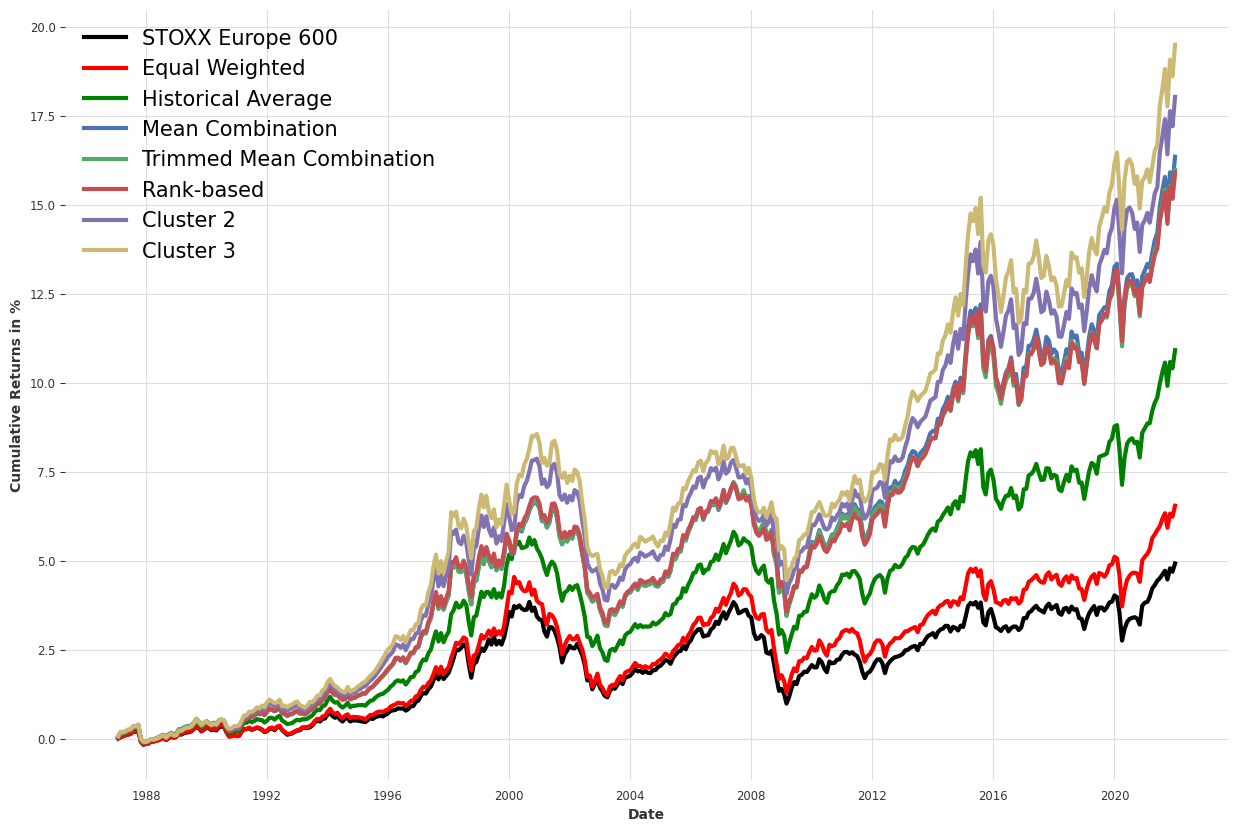 20.0
17.5
15.0
12.5
10.0
7.5
5.0
2.5
0.0
Cumulative Returns in %
STOXX Europe 600
Equal Weighted
Historical Average
Mean Combination
Trimmed Mean Combination
Rank-based
Cluster 2
Cluster 3
1988 1992 1996 2000 2004 2008 2012 2016 2020
Date